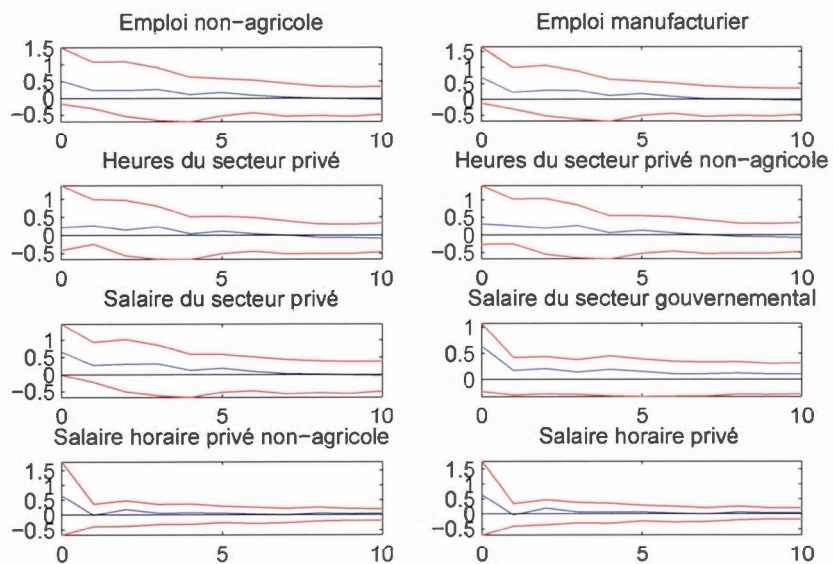 Emploi non-agricole
1.5
1
0.5
0
-0.5
0 5 10
Emploi manufacturier
1.5
1
0.5
0
-0.5
0 5 10
Heures du secteur privé
1
0.5
0
-0.5
0 5 10
Heures du secteur privé non-agricole
1
0.5
0
-0.5
0 5 10
Salaire du secteur privé
1
0.5
0
-0.5
0 5 10
Salaire du secteur gouvernemental
1
0.5
0
0 5 10
Salaire horaire privé non-agricole
1.5
1
0.5
0
-0.5
0 5 10
Salaire horaire privé
1.5
1
0.5
0
-0.5
0 5 10